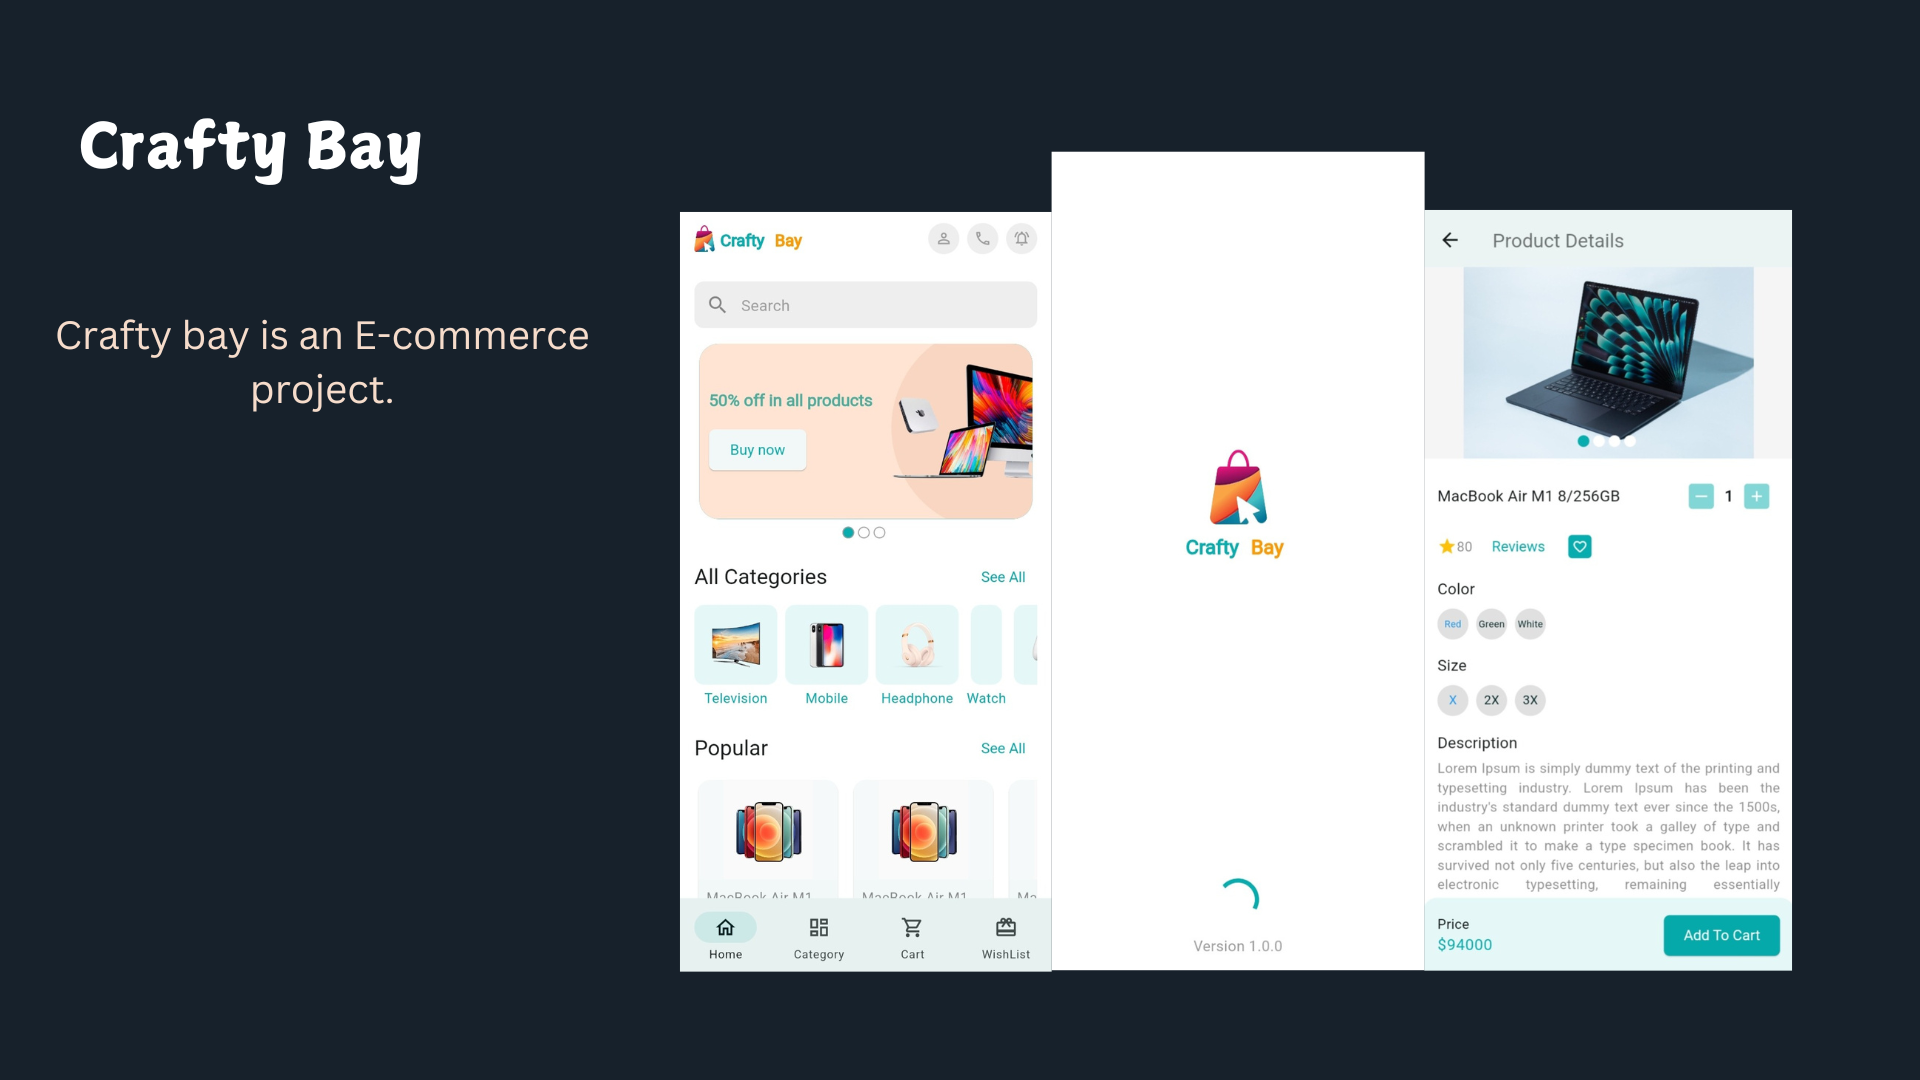 Crafty Bay
Crafty bay is an E-commerce
project.
Crafty Bay
Search
50% off in all products
Buy now
All Categories
See All
Television
Mobile
Headphone
Watch
Popular
See All
MacBook Air M1
MacBook Air M1
Ma
Home
Category
Cart
WishList
Crafty Bay
Version 1.0.0
Product Details
MacBook Air M1 8/256GB
1
80
Reviews
Color
Red
Green
White
Size
X
2X
3X
Description
Lorem Ipsum is simply dummy text of the printing and
typesetting industry. Lorem Ipsum has been the
industry's standard dummy text ever since the 1500s,
when an unknown printer took a galley of type and
scrambled it to make a type specimen book. It has
survived not only five centuries, but also the leap into
electronic typesetting, remaining essentially
Price
$94000
Add To Cart